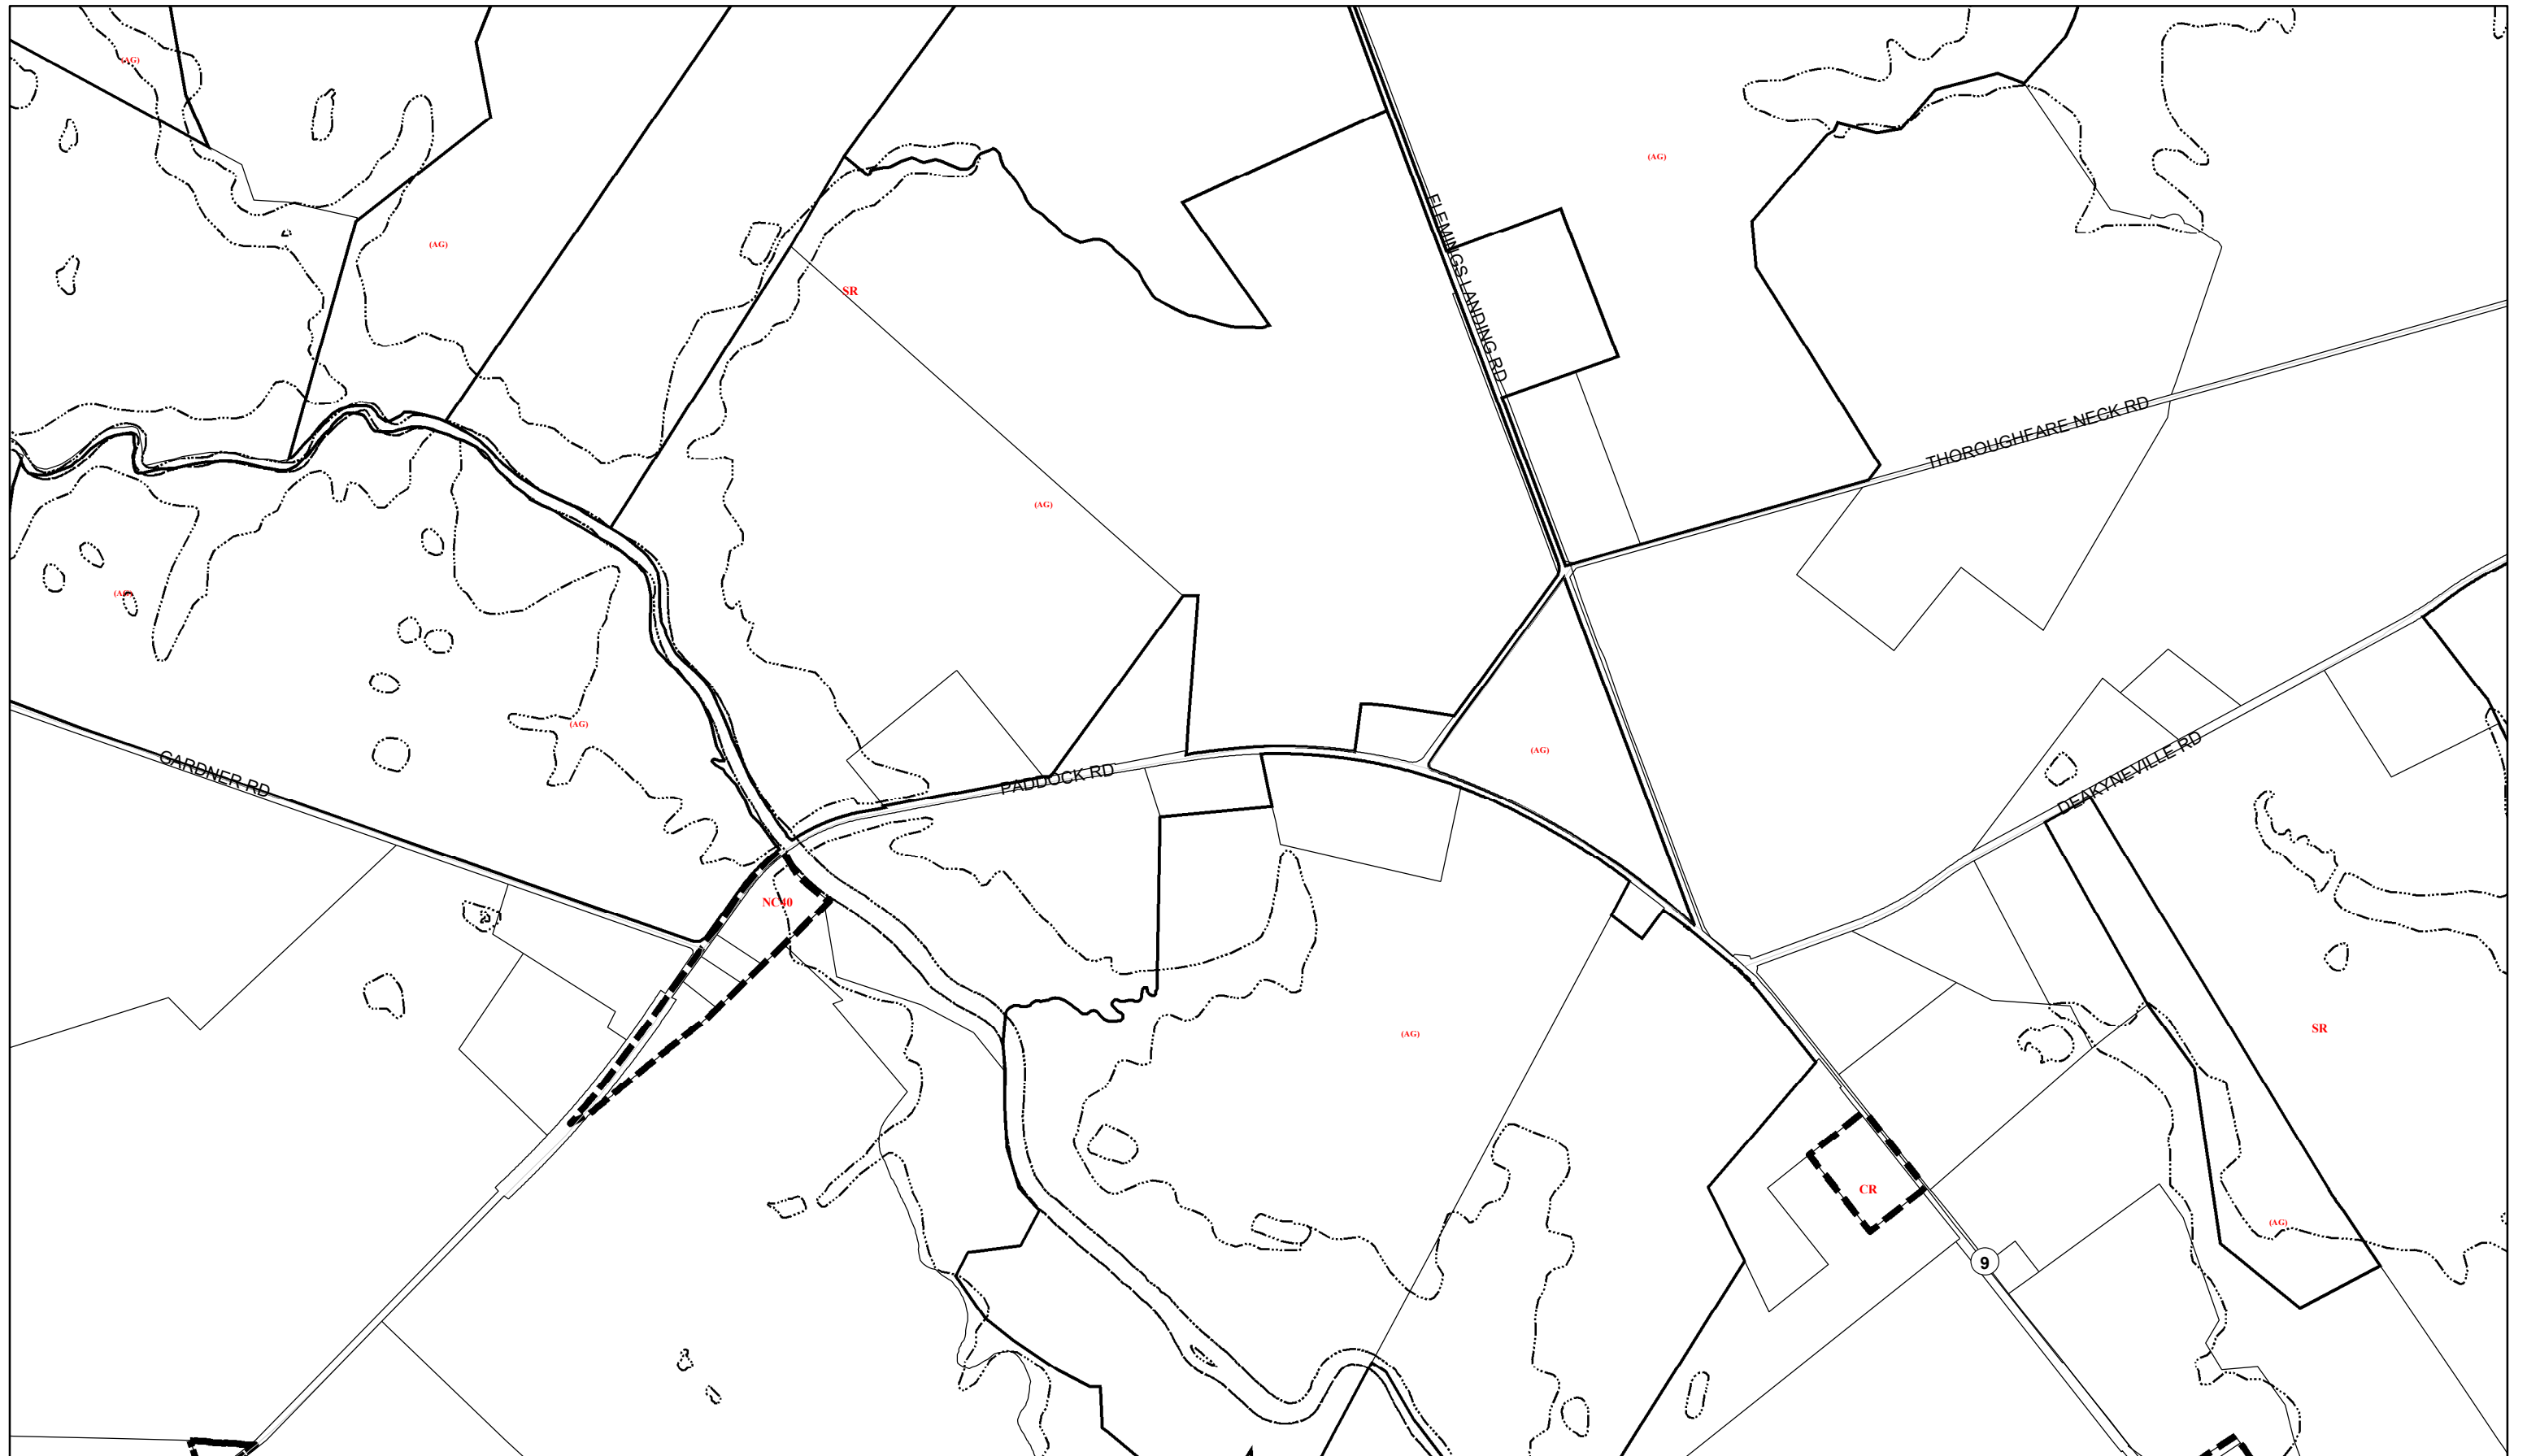 (AG)
(AG)
FLEMINGS LANDING RD
(AG)
SR
THOROUGHFARE NECK RD
(AG)
(AG)
(AG)
(AG)
DEAKYNEVILLE RD
GARDNER RD
PADDOCK RD
NC40
(AG)
SR
CR
(AG)
9